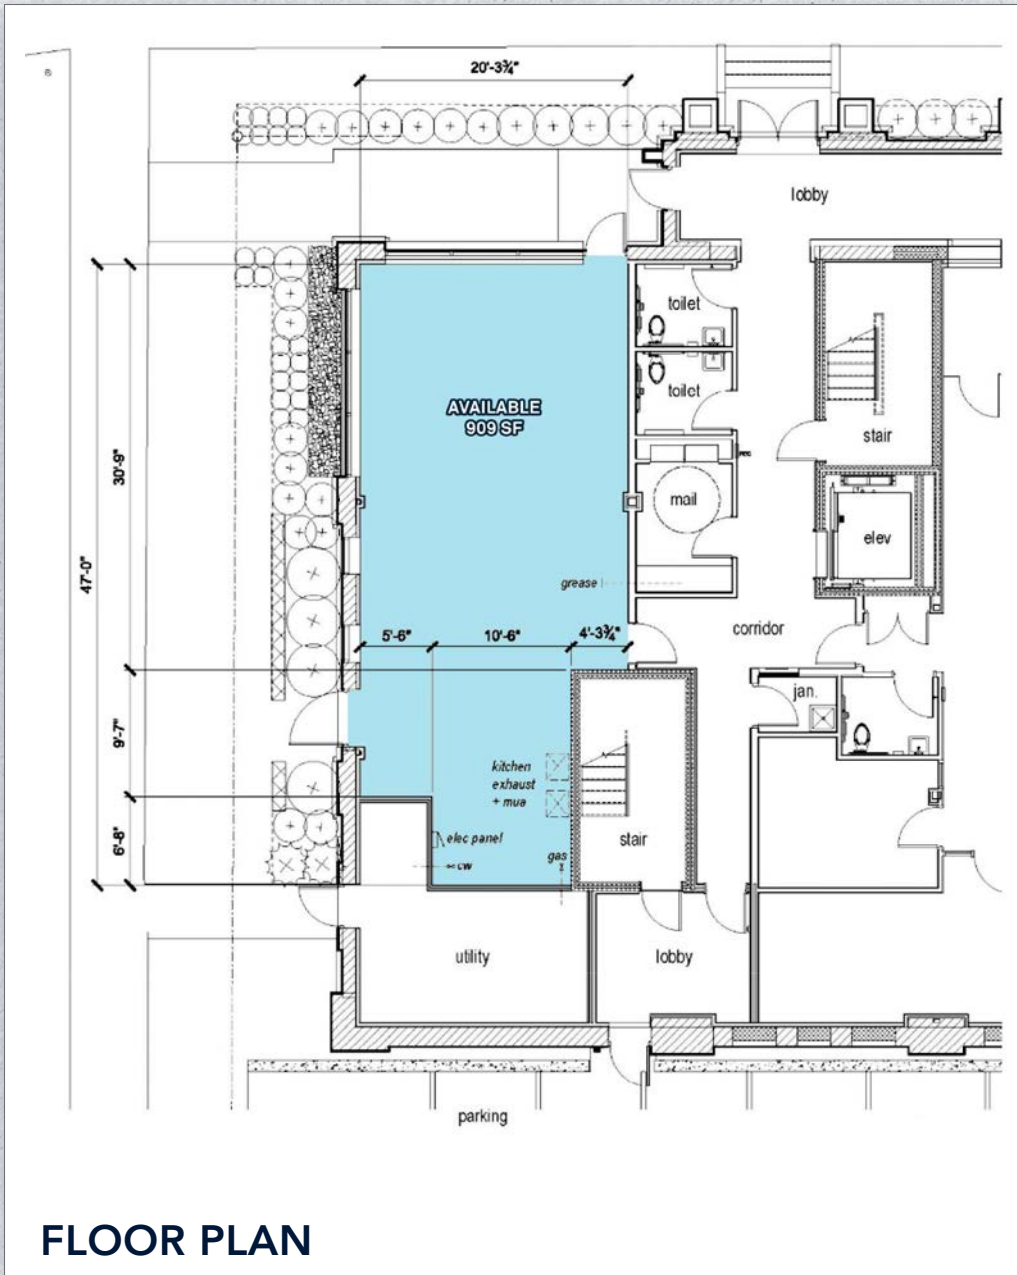 20'-3¾"
lobby
toilet
AVAILABLE
909 SF
toilet
stair
30'-9"
mail
elev
47'-0"
grease
5'-6"
10'-6"
4'-3¾"
corridor
jan.
9'-7"
kitchen
exhaust
+ mua
6'-8"
elec panel
stair
gas
cw
utility
lobby
parking
FLOOR PLAN